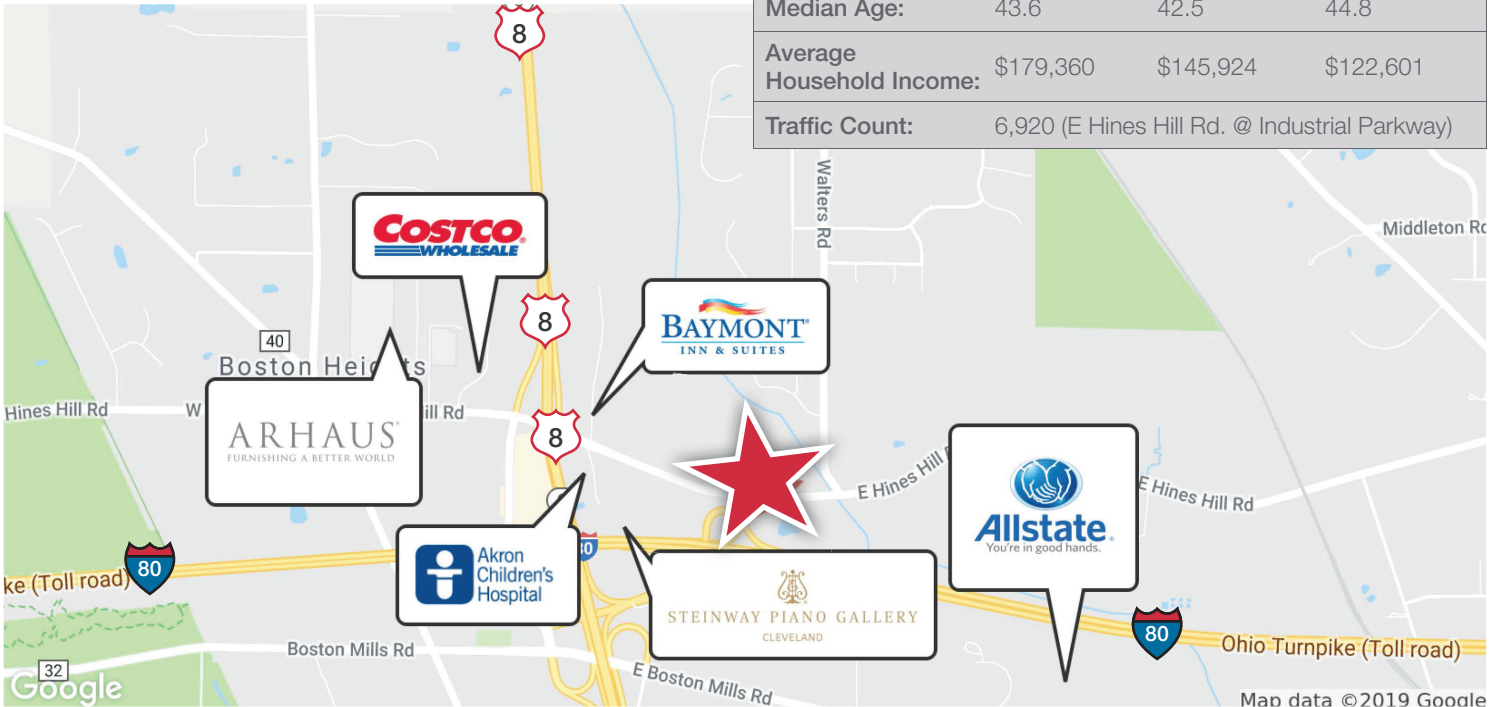 Median Age: 43.6 42.5 44.8
Average
Household Income: $179,360 $145,924 $122,601
Traffic Count: 6,920 (E Hines Hill Rd. @ Industrial Parkway)
8
Walters Rd
COSTCO
WHOLESALE
Middleton Rd
8
BAYMONT
INN & SUITES
40
Boston Heights
Hines Hill Rd
W
ill Rd
8
ARHAUS
FURNISHING A BETTER WORLD
E Hines Hill
E Hines Hill Rd
Allstate
You're in good hands.
80
Akron
Children's
Hospital
80
ke (Toll road)
STEINWAY PIANO GALLERY
CLEVELAND
80
Ohio Turnpike (Toll road)
Boston Mills Rd
E Boston Mills Rd
32
Google
Map data ©2019 Google